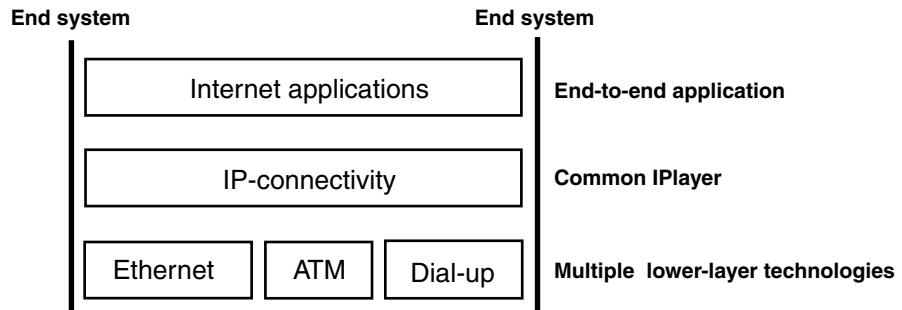 End system
End system
Internet applications
End-to-end application
IP-connectivity
Common IPlayer
Ethernet
ATM
Dial-up
Multiple lower-layer technologies